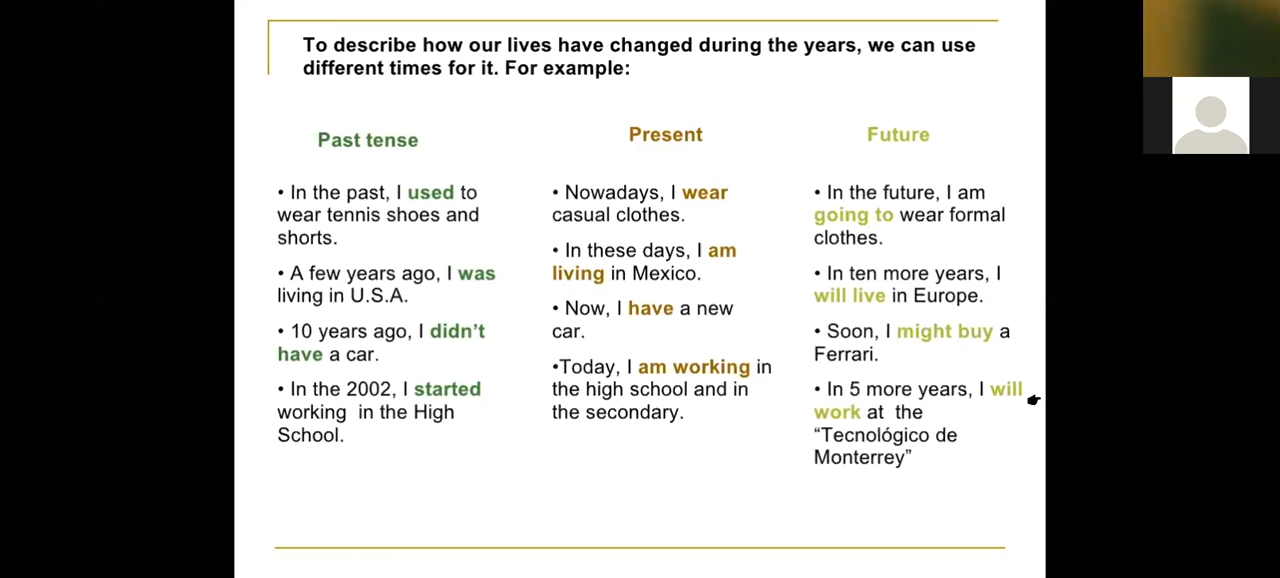 To describe how our lives have changed during the years, we can use
different times for it. For example:
Past tense
• In the past, I used to
wear tennis shoes and
shorts.
• A few years ago, I was
living in U.S.A.
• 10 years ago, I didn't
have a car.
• In the 2002, I started
working  in the High
School.
Present
• Nowadays, I wear
casual clothes.
• In these days, I am
living in Mexico.
• Now, I have a new
car.
•Today, I am working in
the high school and in
the secondary.
Future
• In the future, I am
going to wear formal
clothes.
• In ten more years, I
will live in Europe.
• Soon, I might buy a
Ferrari.
• In 5 more years, I will
work at  the
“Tecnológico de
Monterrey”